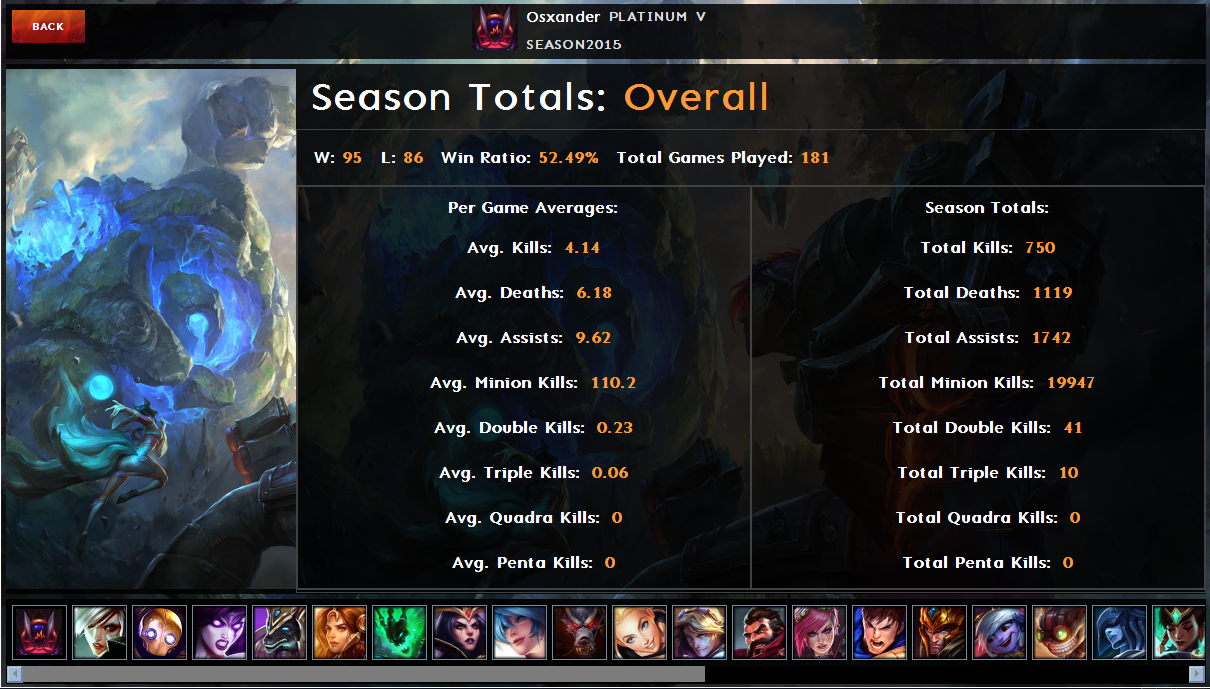 BACK
Osxander PLATINUM V
SEASON2015
Season Totals: Overall
W: 95 L: 86 Win Ratio: 52.49% Total Games Played: 181
Per Game Averages:
Avg. Kills: 4.14
Avg. Deaths: 6.18
Avg. Assists: 9.62
Avg. Minion Kills: 110.2
Avg. Double Kills: 0.23
Avg. Triple Kills: 0.06
Avg. Quadra Kills: 0
Avg. Penta Kills: 0
Season Totals:
Total Kills: 750
Total Deaths: 1119
Total Assists: 1742
Total Minion Kills: 19947
Total Double Kills: 41
Total Triple Kills: 10
Total Quadra Kills: 0
Total Penta Kills: 0